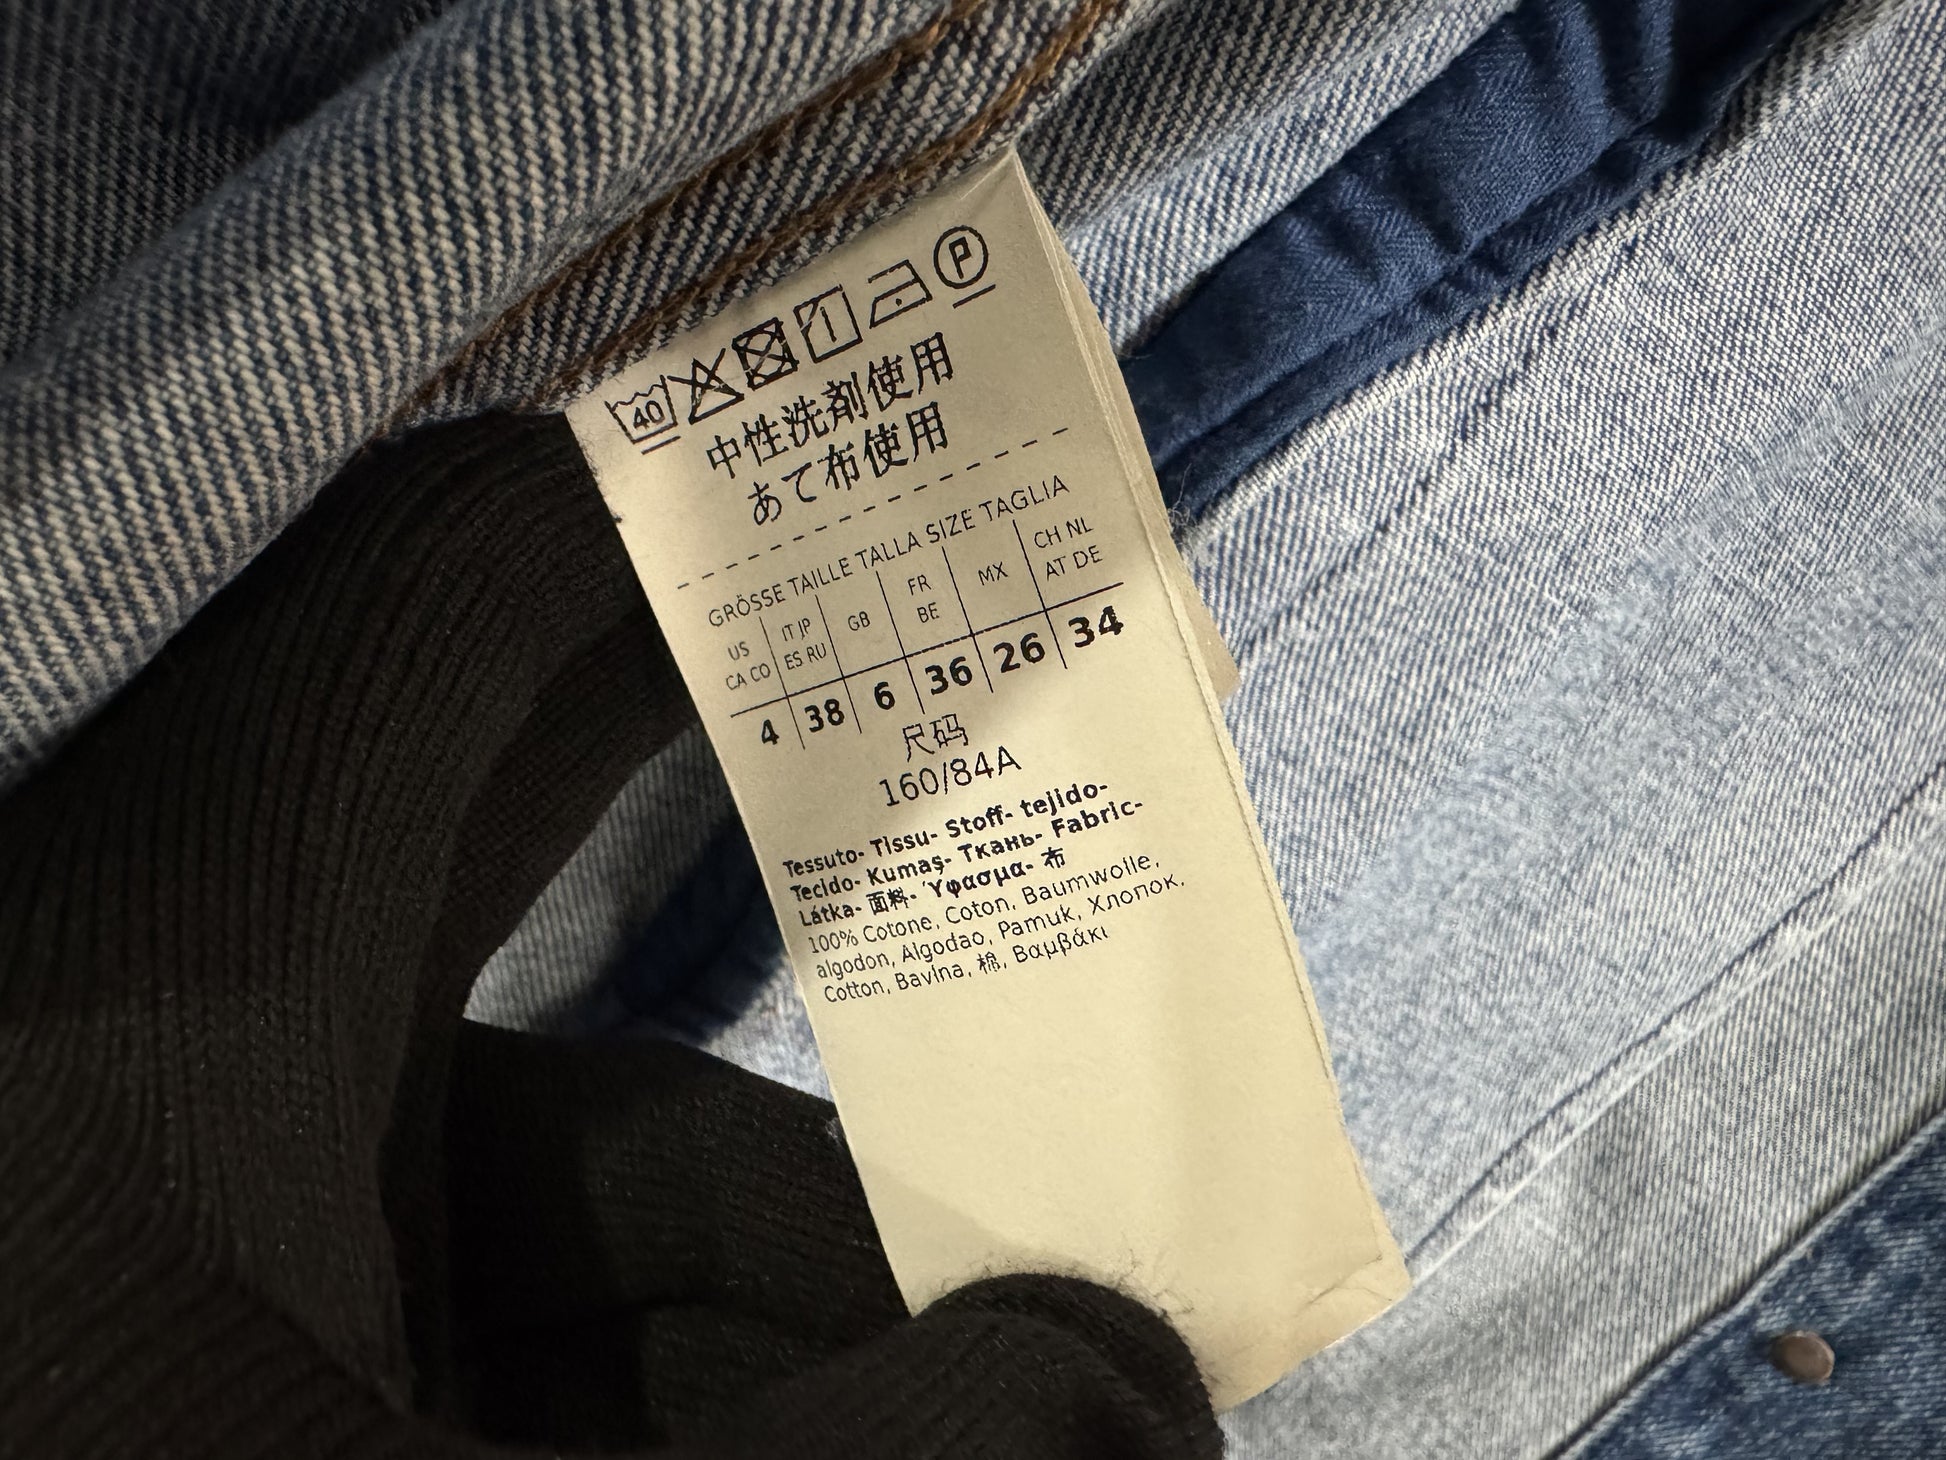 40 P
中性洗剤使用
あて布使用
GRÖSSE TAILLE TALLA SIZE TAGLIA
US IT JP GB FR MX CH NL
CA CO ES RU BE AT DE
4 38 6 36 26 34
尺码
160/84A
Tessuto- Tissu- Stoff- tejido-
Tecido- Kumaş- Ткань- Fabric-
Látka- 面料- Ύφασμα- 布
100% Cotone, Coton, Baumwolle,
algodon, Algodao, Pamuk, Хлопок,
Cotton, Bavlna, 棉, Βαμβάκι